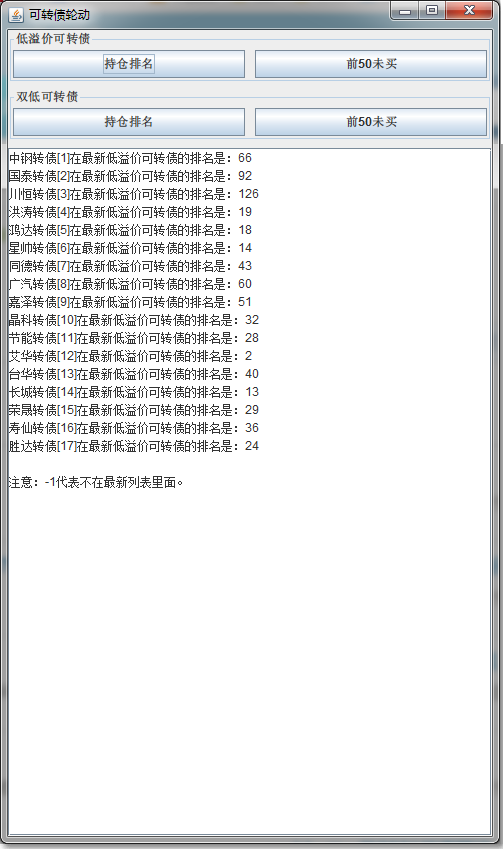 可转债轮动
低溢价可转债
持仓排名
前50未买
双低可转债
持仓排名
前50未买
中钢转债[1]在最新低溢价可转债的排名是：66
国泰转债[2]在最新低溢价可转债的排名是：92
川恒转债[3]在最新低溢价可转债的排名是：126
洪涛转债[4]在最新低溢价可转债的排名是：19
鸿达转债[5]在最新低溢价可转债的排名是：18
星帅转债[6]在最新低溢价可转债的排名是：14
同德转债[7]在最新低溢价可转债的排名是：43
广汽转债[8]在最新低溢价可转债的排名是：60
嘉泽转债[9]在最新低溢价可转债的排名是：51
晶科转债[10]在最新低溢价可转债的排名是：32
节能转债[11]在最新低溢价可转债的排名是：28
艾华转债[12]在最新低溢价可转债的排名是：2
台华转债[13]在最新低溢价可转债的排名是：40
长城转债[14]在最新低溢价可转债的排名是：13
荣晟转债[15]在最新低溢价可转债的排名是：29
寿仙转债[16]在最新低溢价可转债的排名是：36
胜达转债[17]在最新低溢价可转债的排名是：24
注意：-1代表不在最新列表里面。